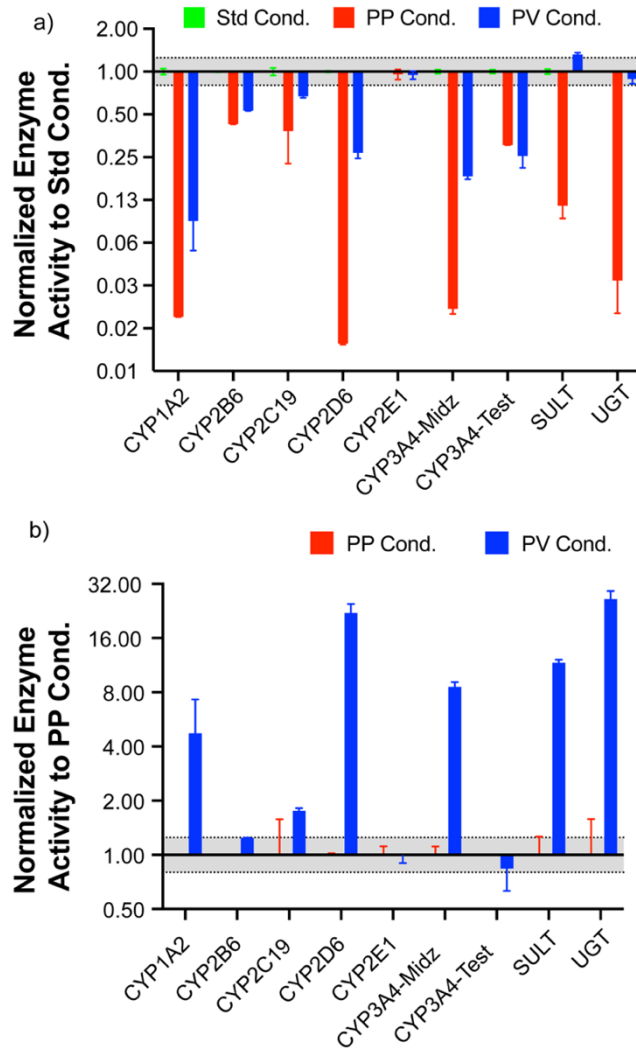 a)
Std Cond. PP Cond. PV Cond.
Normalized Enzyme
Activity to Std Cond.
2.00
1.00
0.50
0.25
0.13
0.06
0.03
0.02
0.01
CYP1A2
CYP2B6
CYP2C19
CYP2D6
CYP2E1
CYP3A4-Midz
CYP3A4-Test
SULT
UGT
b)
PP Cond. PV Cond.
Normalized Enzyme
Activity to PP Cond.
32.00
16.00
8.00
4.00
2.00
1.00
0.50
CYP1A2
CYP2B6
CYP2C19
CYP2D6
CYP2E1
CYP3A4-Midz
CYP3A4-Test
SULT
UGT